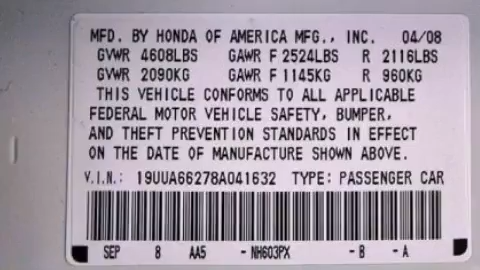 MFD. BY HONDA OF AMERICA MFG., INC. 04/08
GVWR 4608LBS GAWR F 2524LBS R 2116LBS
GVWR 2090KG GAWR F 1145KG R 960KG
THIS VEHICLE CONFORMS TO ALL APPLICABLE
FEDERAL MOTOR VEHICLE SAFETY, BUMPER,
AND THEFT PREVENTION STANDARDS IN EFFECT
ON THE DATE OF MANUFACTURE SHOWN ABOVE.
V.I.N.: 19UUA66278A041632 TYPE: PASSENGER CAR
SEP 8 AA5 - NH603PX - B - A